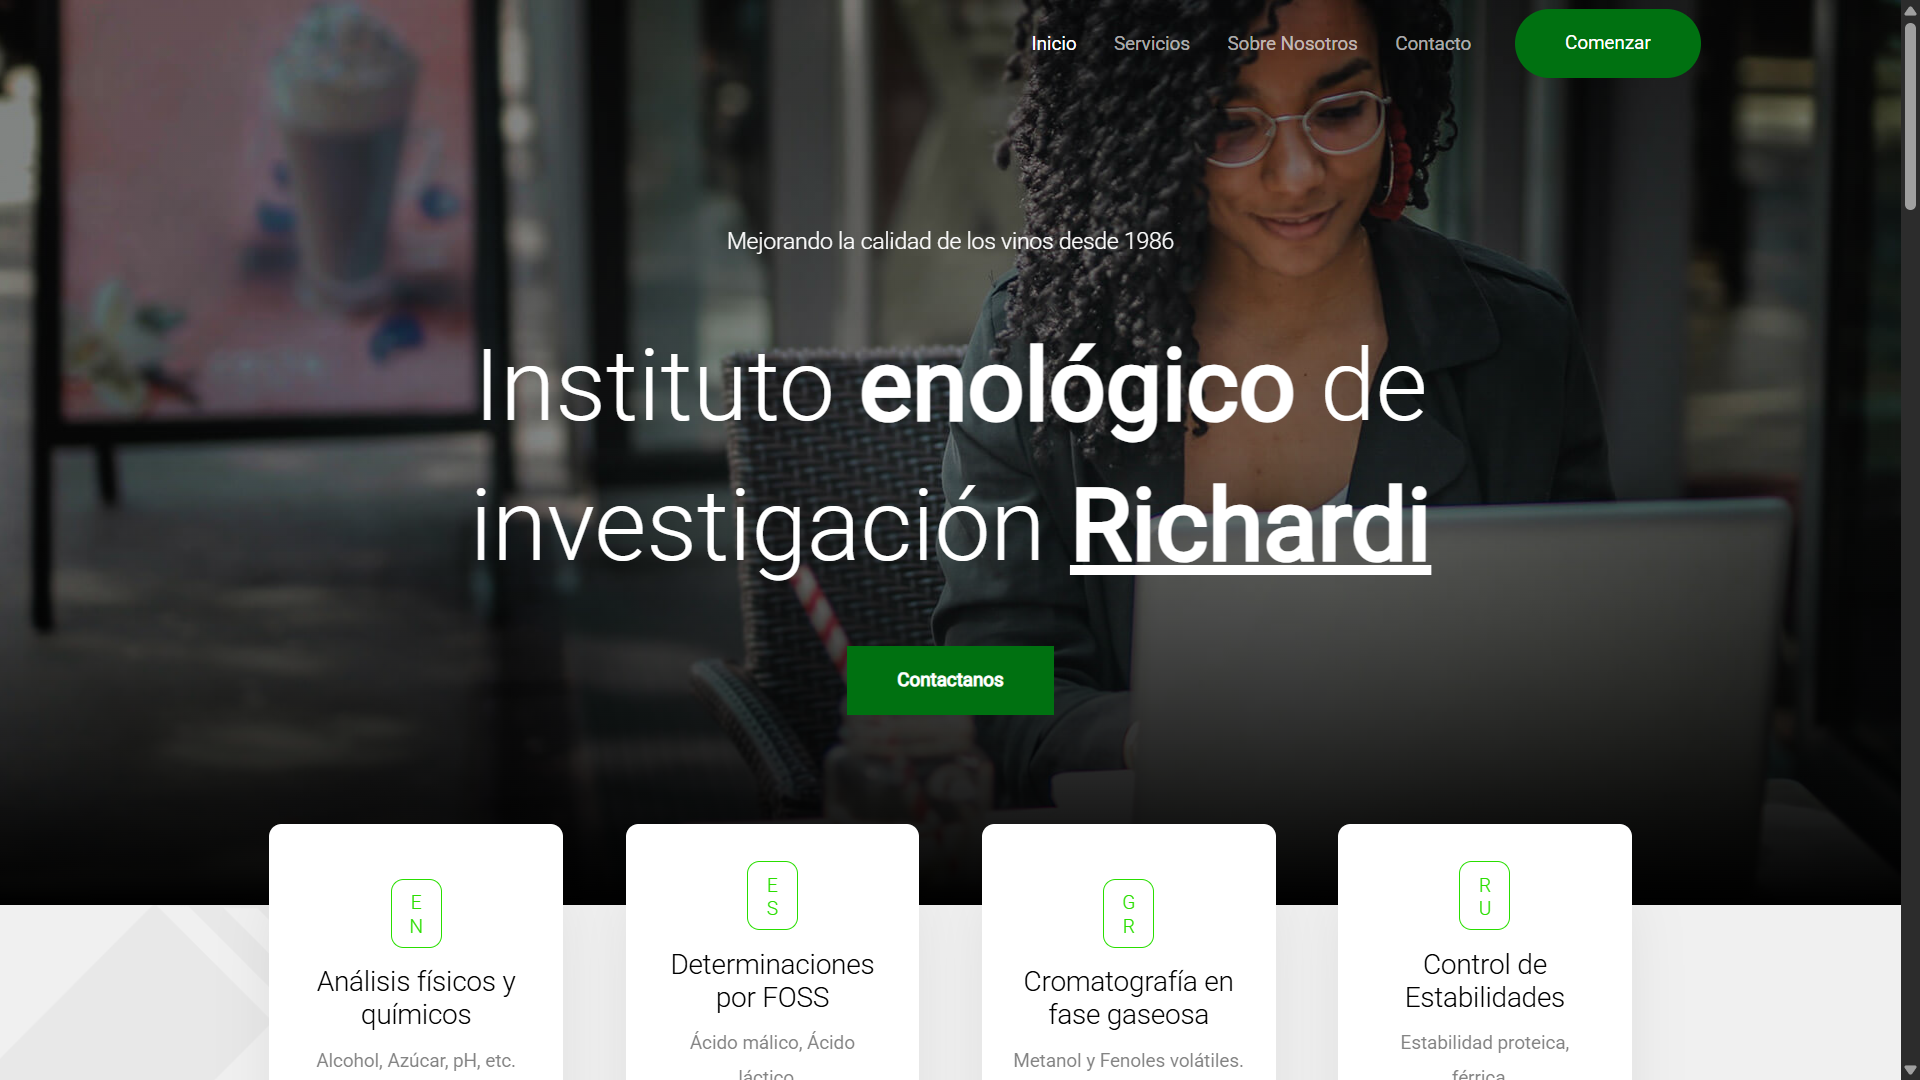 Inicio Servicios Sobre Nosotros Contacto Comenzar
Mejorando la calidad de los vinos desde 1986
Instituto enológico de
investigación Richardi
Contactanos
E
N
Análisis físicos y
químicos
Alcohol, Azúcar, pH, etc.
E
S
Determinaciones
por FOSS
Ácido málico, Ácido
láctico
G
R
Cromatografía en
fase gaseosa
Metanol y Fenoles volátiles.
R
U
Control de
Estabilidades
Estabilidad proteica,
férrica